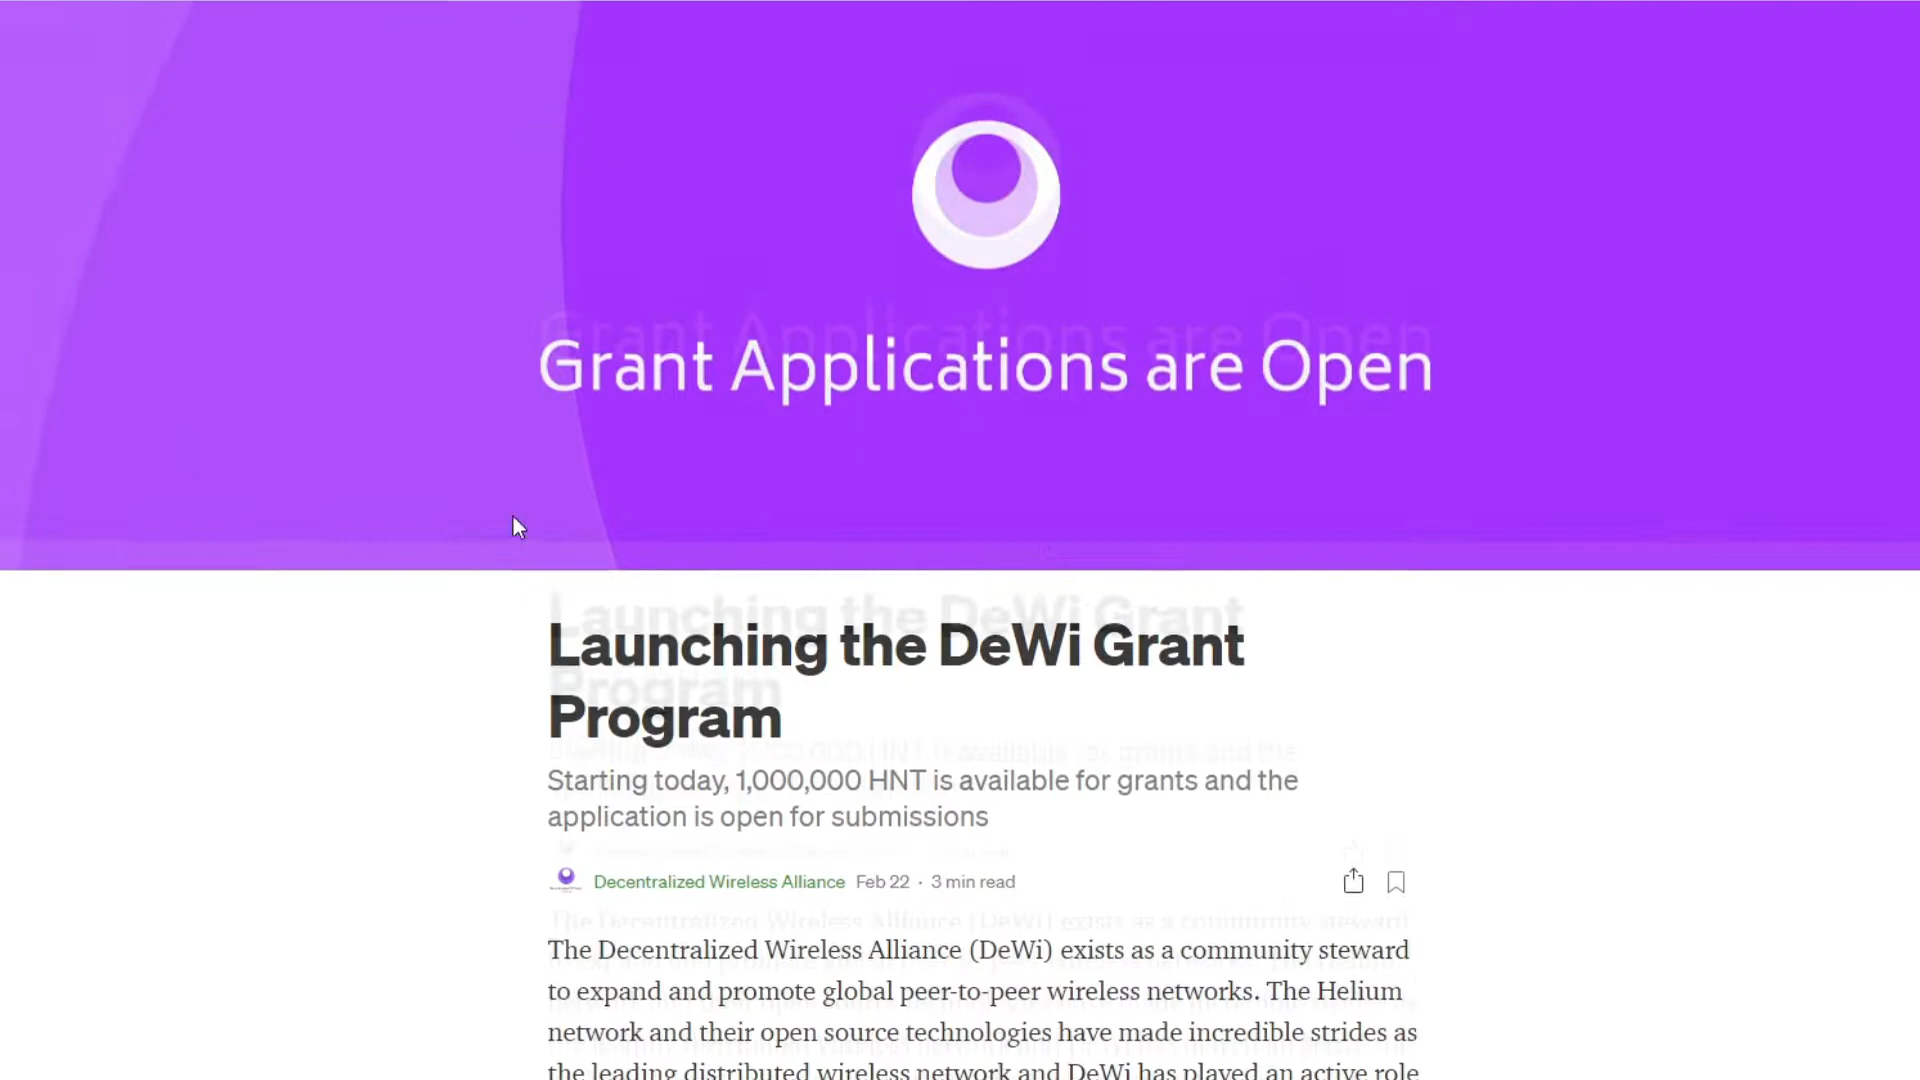 Grant Applications are Open
Launching the DeWi Grant
Program
Starting today, 1,000,000 HNT is available for grants and the
application is open for submissions
Decentralized Wireless Alliance Feb 22 · 3 min read
The Decentralized Wireless Alliance (DeWi) exists as a community steward
to expand and promote global peer-to-peer wireless networks. The Helium
network and their open source technologies have made incredible strides as
the leading distributed wireless network and DeWi has played an active role